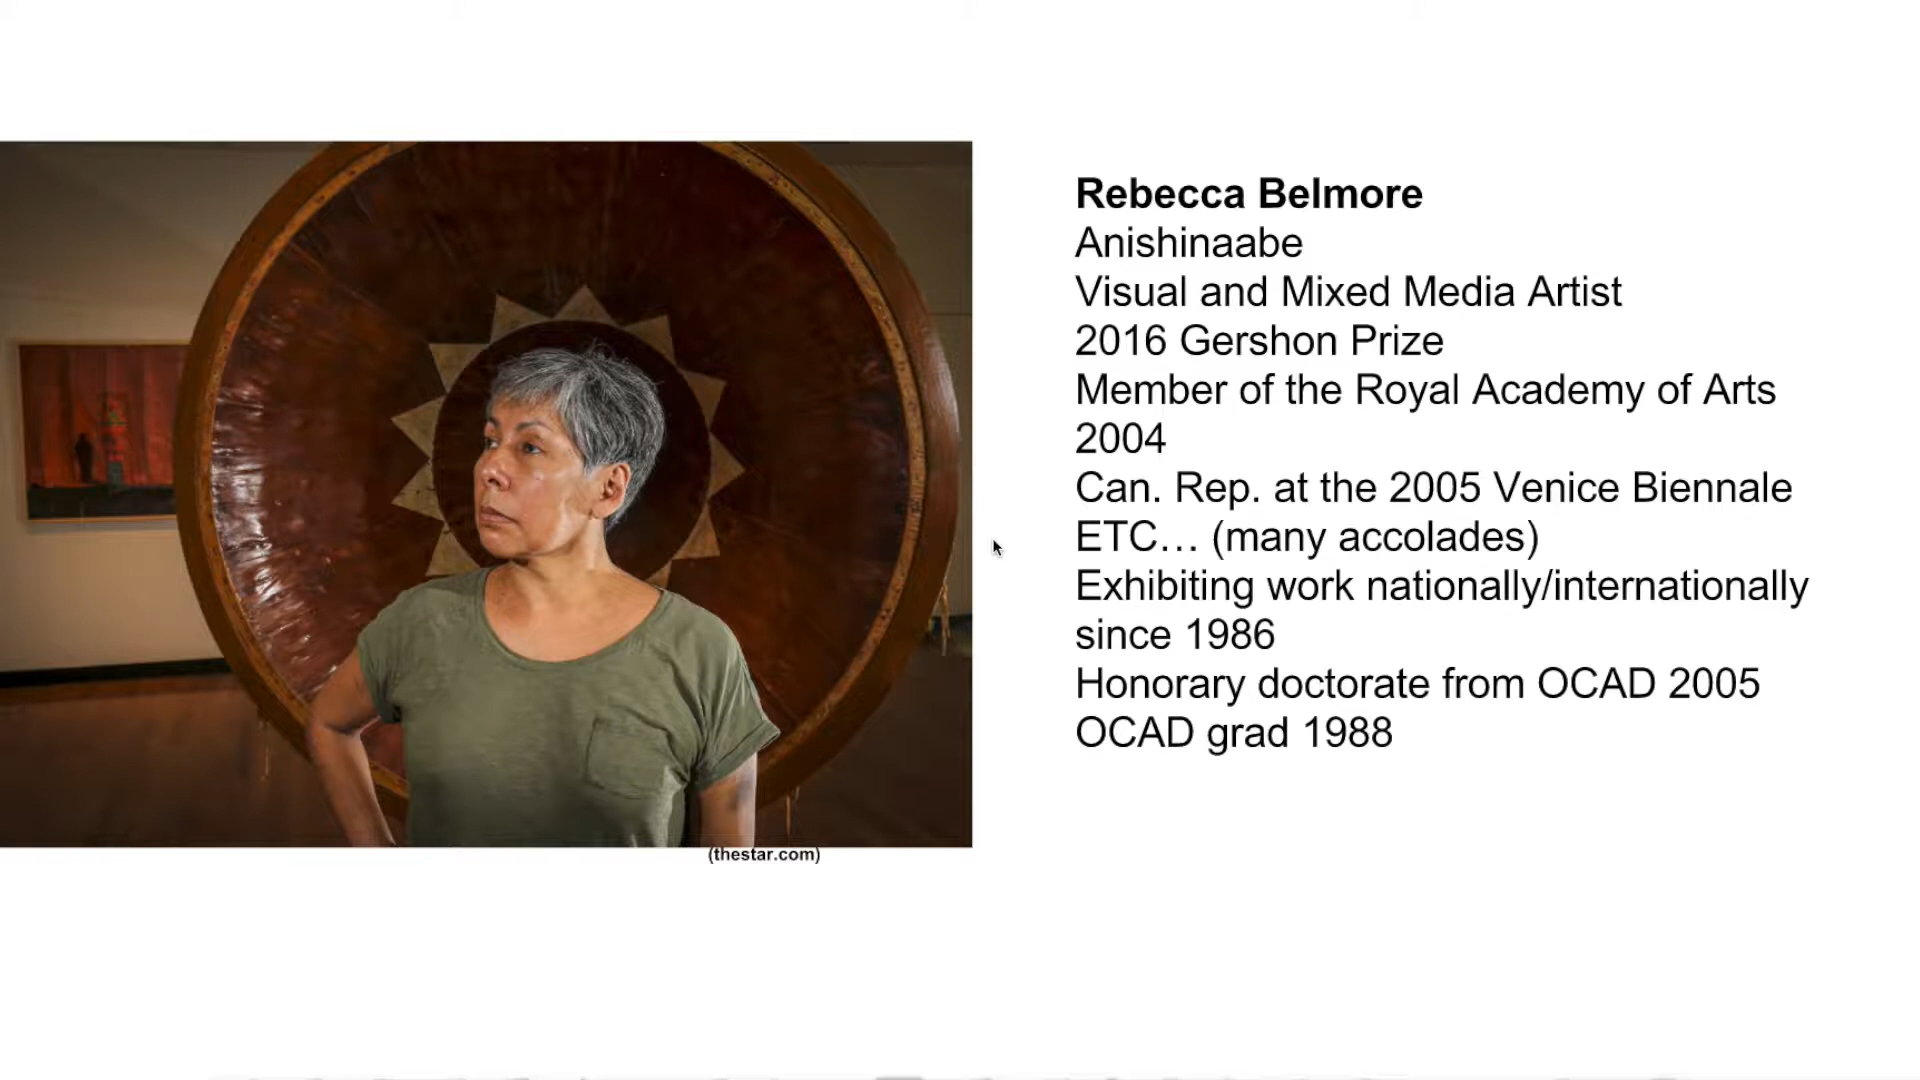 Rebecca Belmore
Anishinaabe
Visual and Mixed Media Artist
2016 Gershon Prize
Member of the Royal Academy of Arts
2004
Can. Rep. at the 2005 Venice Biennale
ETC… (many accolades)
Exhibiting work nationally/internationally
since 1986
Honorary doctorate from OCAD 2005
OCAD grad 1988
(thestar.com)